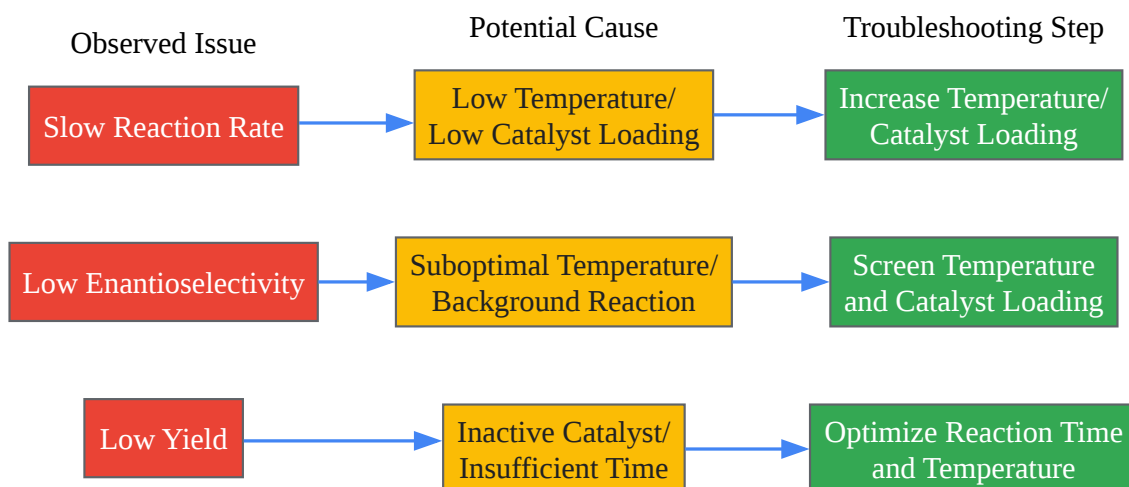 Observed Issue
Potential Cause
Troubleshooting Step
Slow Reaction Rate
Low Temperature/
Low Catalyst Loading
Increase Temperature/
Catalyst Loading
Low Enantioselectivity
Suboptimal Temperature/
Background Reaction
Screen Temperature
and Catalyst Loading
Low Yield
Inactive Catalyst/
Insufficient Time
Optimize Reaction Time
and Temperature